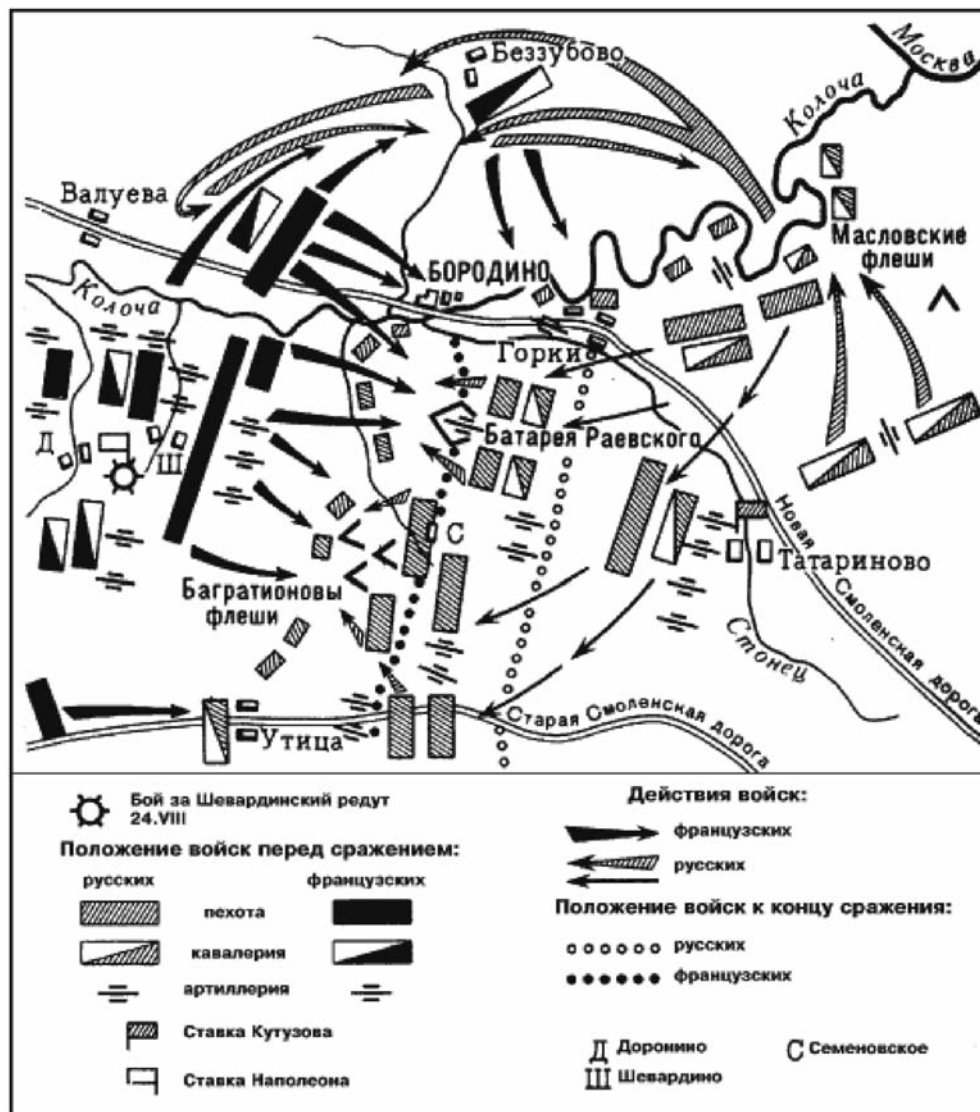 Беззубово
Москва
Колоча
Валуева
Масловские
флеши
БОРОДИНО
Колоча
Горки
Батарея Раевского
Д
Ш
С
Татариново
Новая Смоленская дорога
Багратионовы
флеши
Стонец
Старая Смоленская дорога
Утица
Бой за Шевардинский редут
24.VIII
Положение войск перед сражением:
русских
французских
пехота
кавалерия
артиллерия
Ставка Кутузова
Ставка Наполеона
Действия войск:
французских
русских
Положение войск к концу сражения:
русских
французских
Д Доронино
С Семеновское
Ш Шевардино